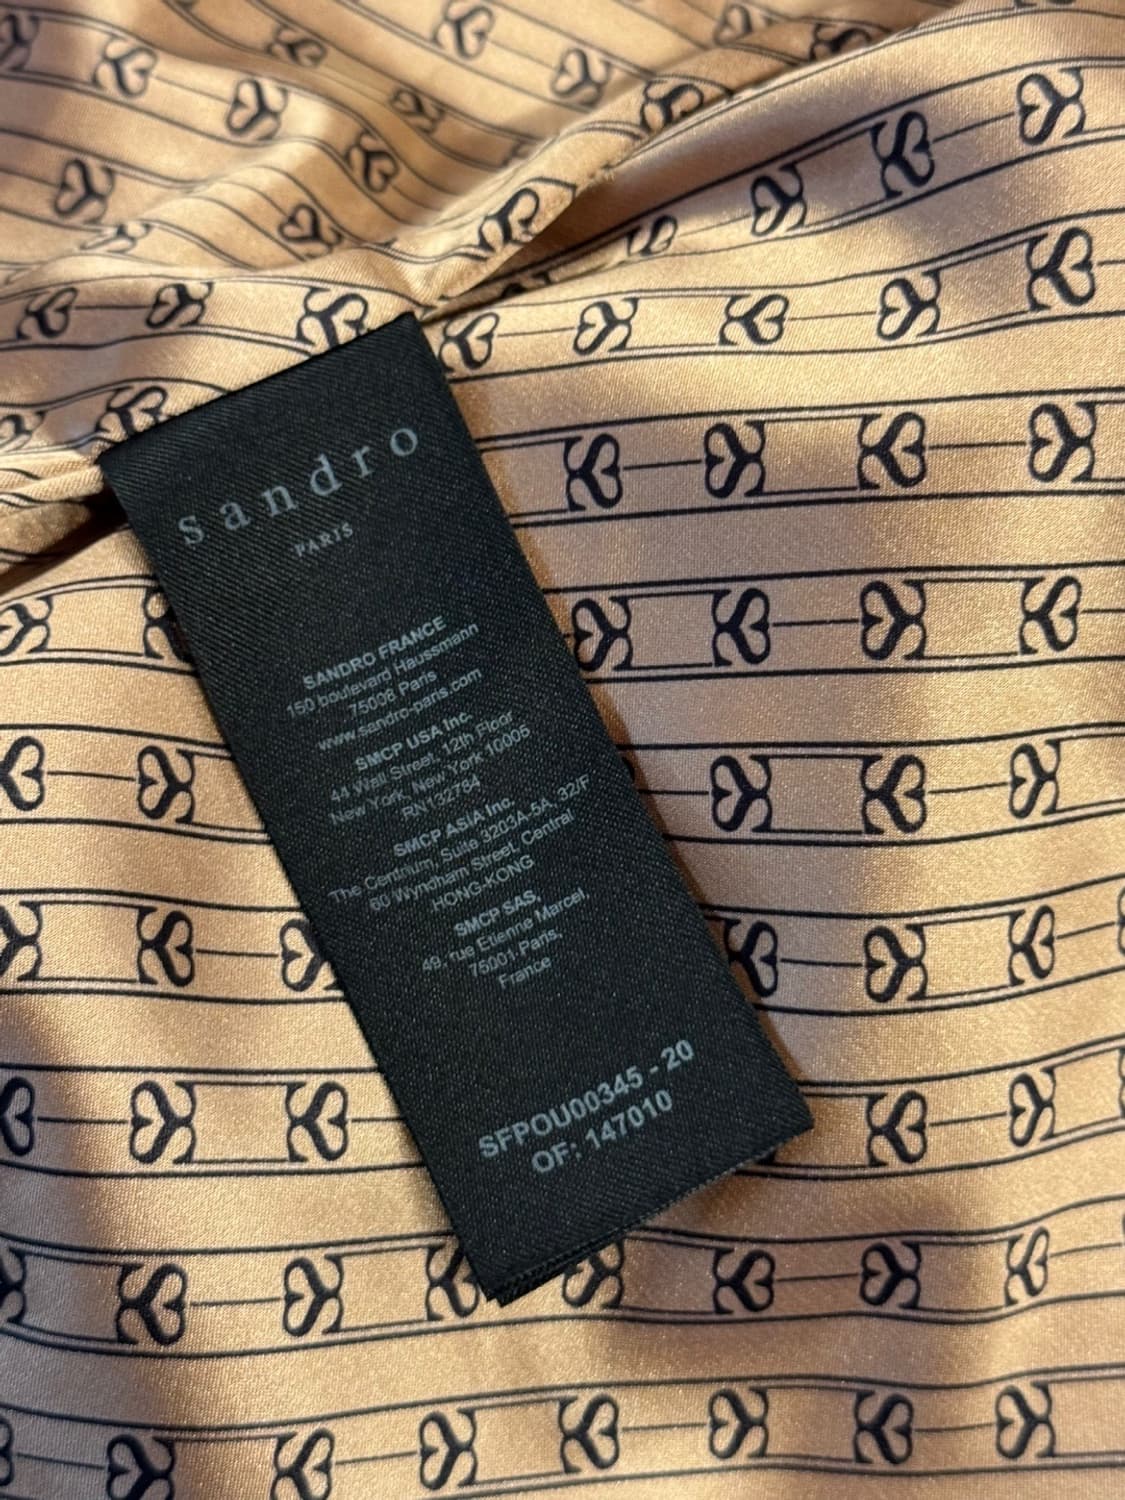 sandro
PARIS
SANDRO FRANCE
150 boulevard Haussmann
75008 Paris
www.sandro-paris.com
SMCP USA Inc.
44 Wall Street, 12th Floor
New York, New York 10005
RN132784
SMCP ASIA Inc.
The Centrium, Suite 3203A-5A, 32/F
60 Wyndham Street, Central
HONG-KONG
SMCP SAS,
49, rue Etienne Marcel
75001 Paris,
France
SFPOU00345 - 20
OF: 147010